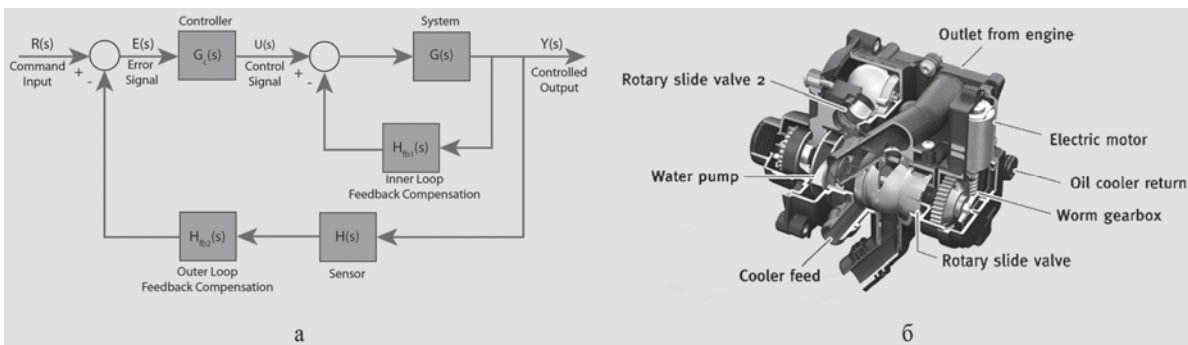 Controller
System
R(s)
E(s)
G_c(s)
U(s)
G(s)
Y(s)
Command
Input
+
-
Error
Signal
Control
Signal
+
-
Controlled
Output
H_fb1(s)
Inner Loop
Feedback Compensation
H_fb2(s)
H(s)
Outer Loop
Feedback Compensation
Sensor
а
Outlet from engine
Rotary slide valve 2
Electric motor
Water pump
Oil cooler return
Worm gearbox
Rotary slide valve
Cooler feed
б